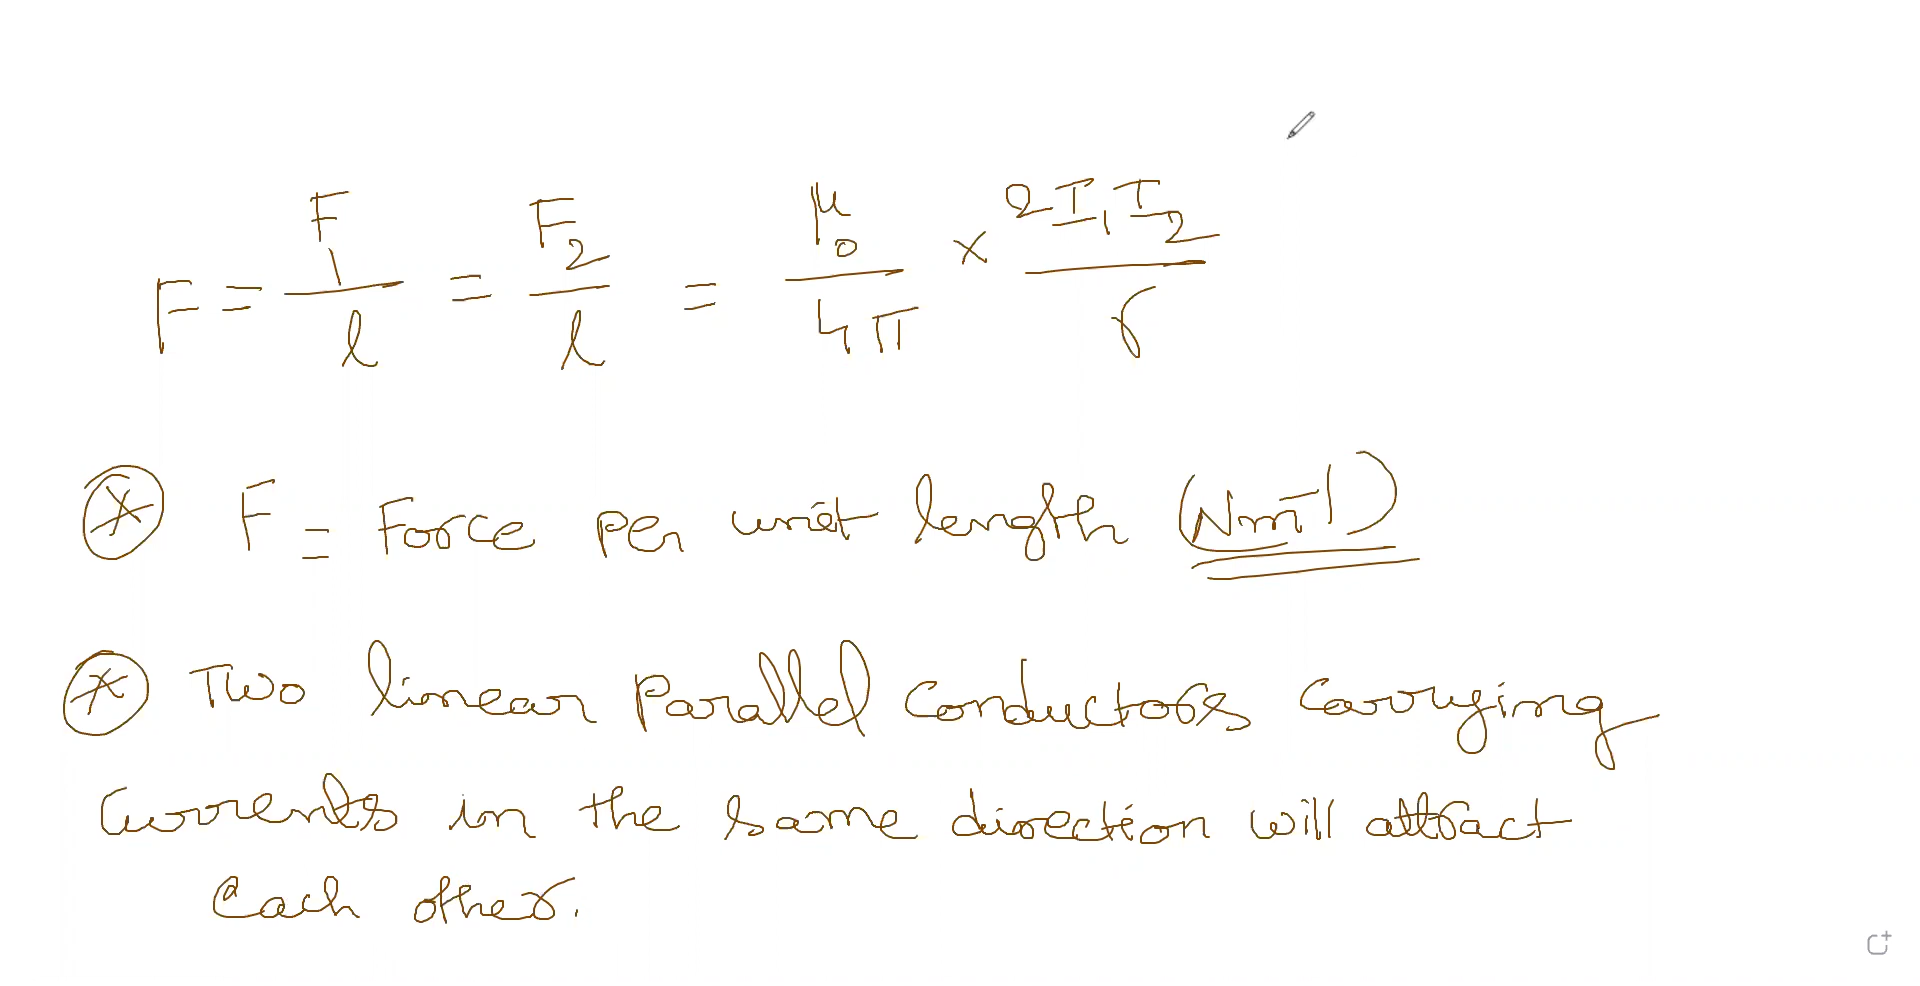 F = F₁/l = F₂/l = μ₀/4π × 2I₁I₂/r
⊛ F = Force per unit length (Nm⁻¹)
⊛ Two linear parallel conductors carrying
currents in the same direction will attract
each other.